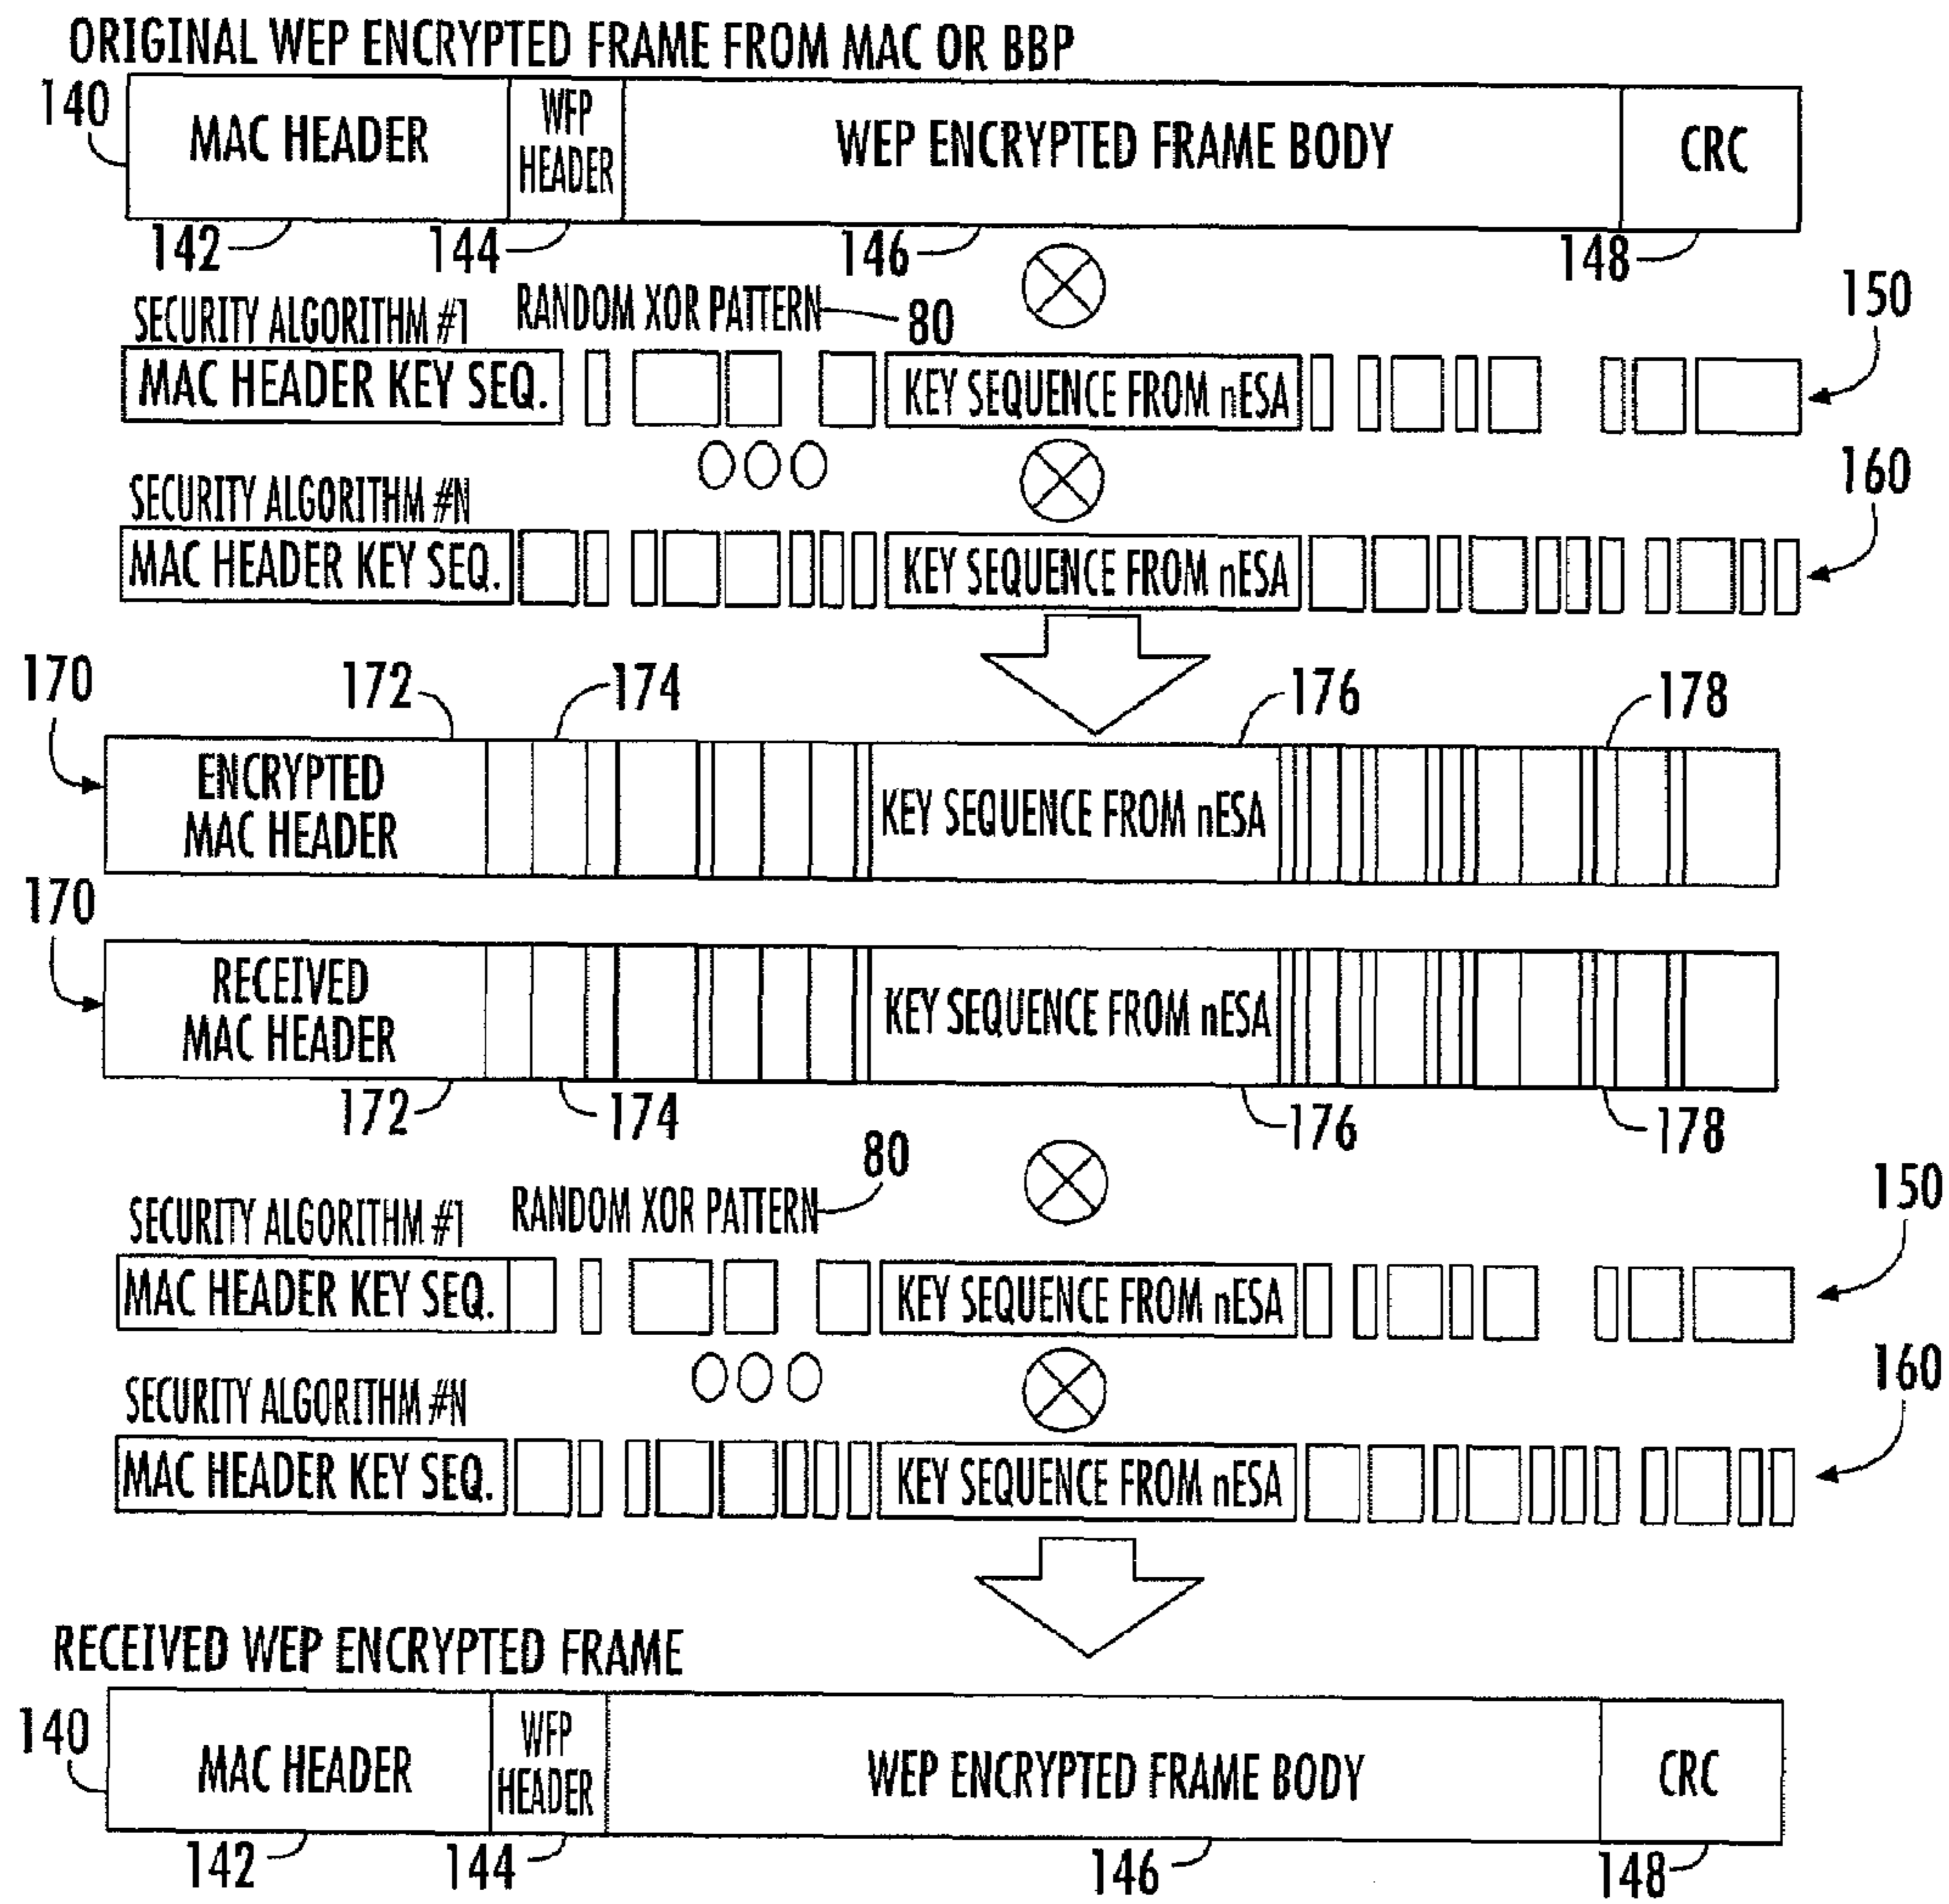 ORIGINAL WEP ENCRYPTED FRAME FROM MAC OR BBP
140
MAC HEADER
WFP
HEADER
WEP ENCRYPTED FRAME BODY
CRC
142
144
146
148
SECURITY ALGORITHM #1
RANDOM XOR PATTERN
80
150
MAC HEADER KEY SEQ.
KEY SEQUENCE FROM nESA
SECURITY ALGORITHM #N
160
MAC HEADER KEY SEQ.
KEY SEQUENCE FROM nESA
170
172
174
176
178
ENCRYPTED
MAC HEADER
KEY SEQUENCE FROM nESA
170
RECEIVED
MAC HEADER
KEY SEQUENCE FROM nESA
172
174
176
178
SECURITY ALGORITHM #1
RANDOM XOR PATTERN
80
150
MAC HEADER KEY SEQ.
KEY SEQUENCE FROM nESA
SECURITY ALGORITHM #N
160
MAC HEADER KEY SEQ.
KEY SEQUENCE FROM nESA
RECEIVED WEP ENCRYPTED FRAME
140
MAC HEADER
WFP
HEADER
WEP ENCRYPTED FRAME BODY
CRC
142
144
146
148